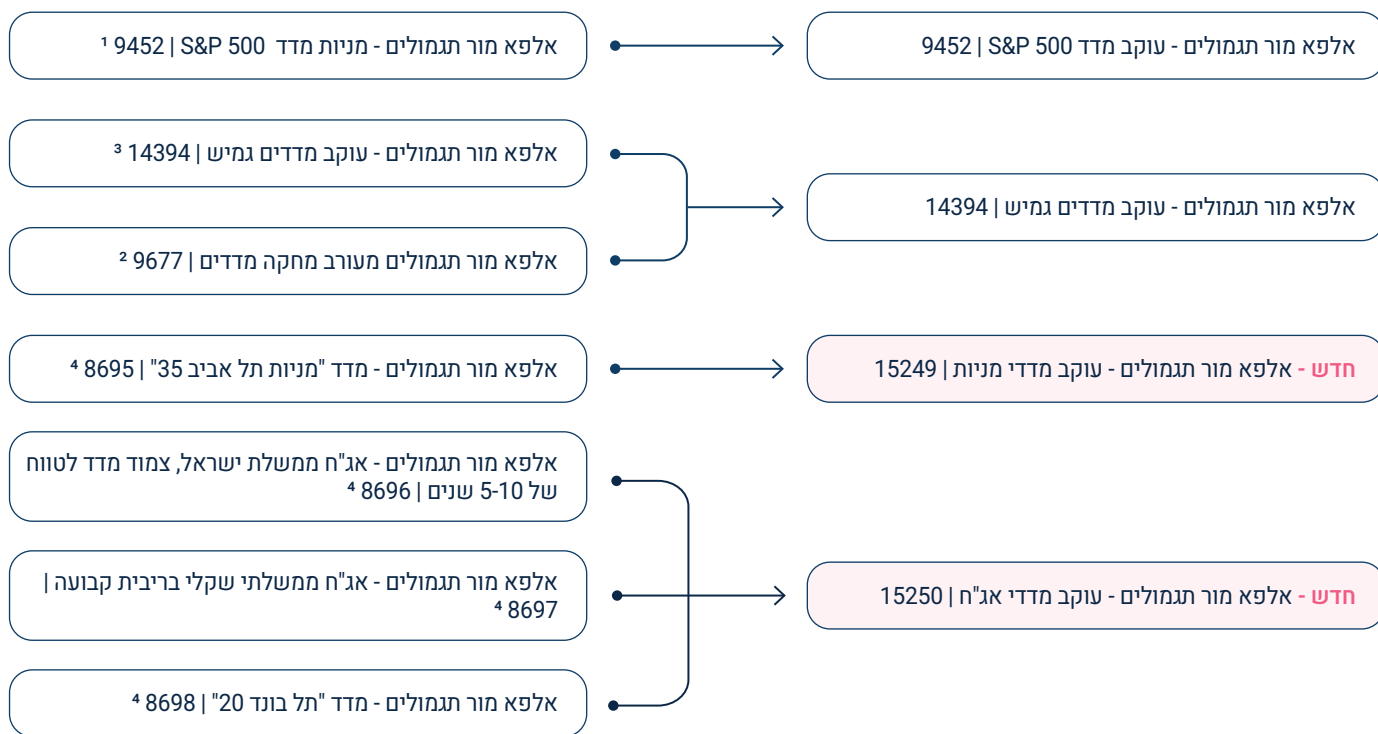 אלפא מור תגמולים - מניות מדד S&P 500 | 9452 ¹
אלפא מור תגמולים - עוקב מדד S&P 500 | 9452
אלפא מור תגמולים - עוקב מדדים גמיש | 14394 ³
אלפא מור תגמולים - עוקב מדדים גמיש | 14394
אלפא מור תגמולים מעורב מחקה מדדים | 9677 ²
אלפא מור תגמולים - מדד "מניות תל אביב 35" | 8695 ⁴
חדש - אלפא מור תגמולים - עוקב מדדי מניות | 15249
אלפא מור תגמולים - אג"ח ממשלת ישראל, צמוד מדד לטווח
של 5-10 שנים | 8696 ⁴
אלפא מור תגמולים - אג"ח ממשלתי שקלי בריבית קבועה |
8697 ⁴
חדש - אלפא מור תגמולים - עוקב מדדי אג"ח | 15250
אלפא מור תגמולים - מדד "תל בונד 20" | 8698 ⁴